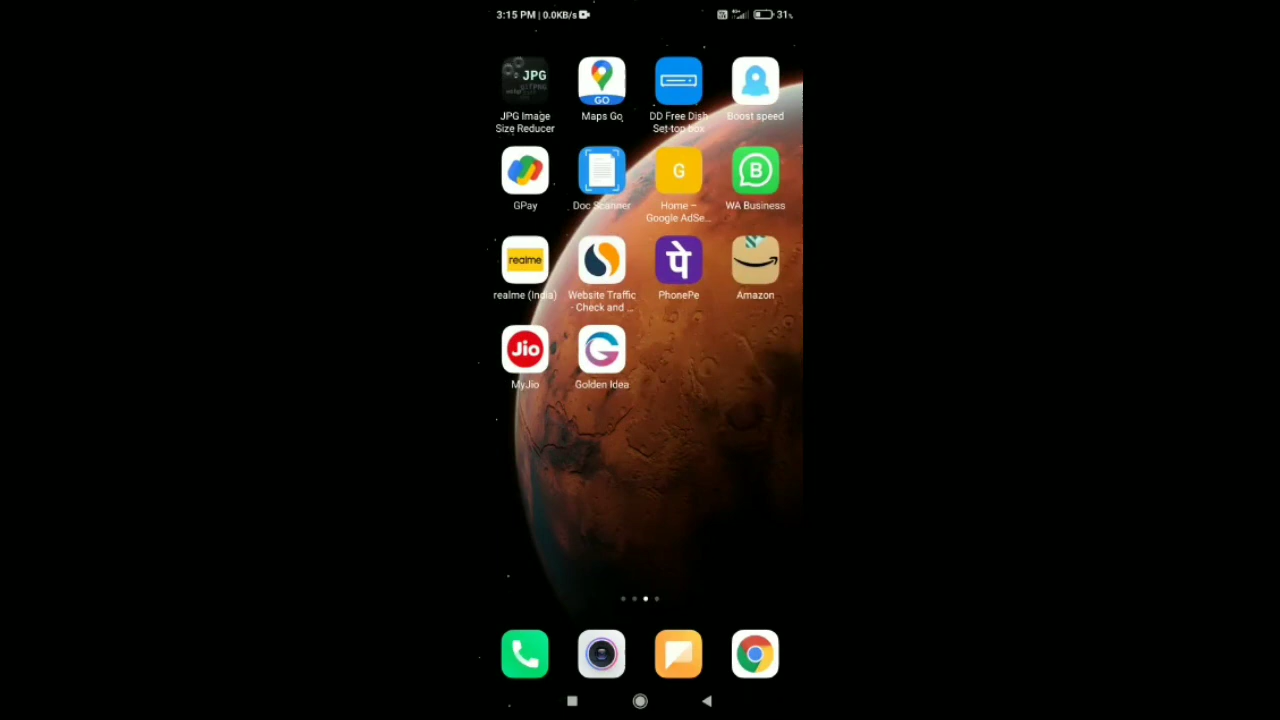 3:15 PM | 0.0KB/s
31%
JPG
JPG Image
Size Reducer
GO
Maps Go
DD Free Dish
Set-top box
Boost speed
GPay
Doc Scanner
G
Home –
Google AdSe...
B
WA Business
realme
realme (India)
Website Traffic
- Check and ...
पे
PhonePe
Amazon
Jio
MyJio
Golden Idea